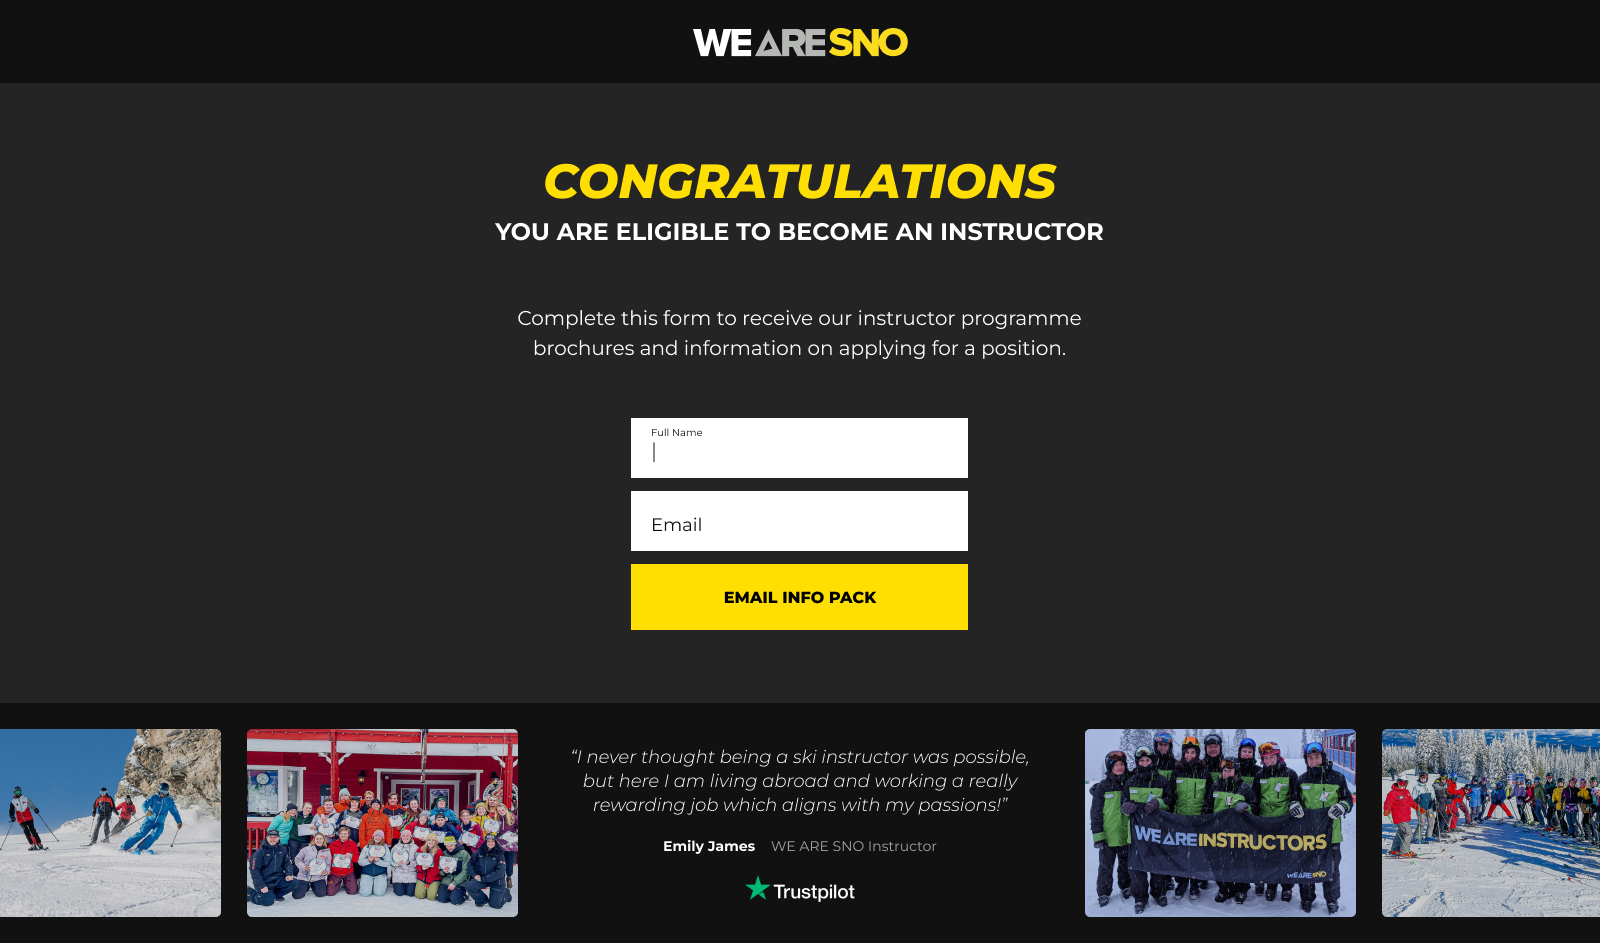 WE ARE SNO
CONGRATULATIONS
YOU ARE ELIGIBLE TO BECOME AN INSTRUCTOR
Complete this form to receive our instructor programme
brochures and information on applying for a position.
Full Name
Email
EMAIL INFO PACK
“I never thought being a ski instructor was possible,
but here I am living abroad and working a really
rewarding job which aligns with my passions!”
Emily James WE ARE SNO Instructor
Trustpilot
WE ARE INSTRUCTORS
WE ARE SNO